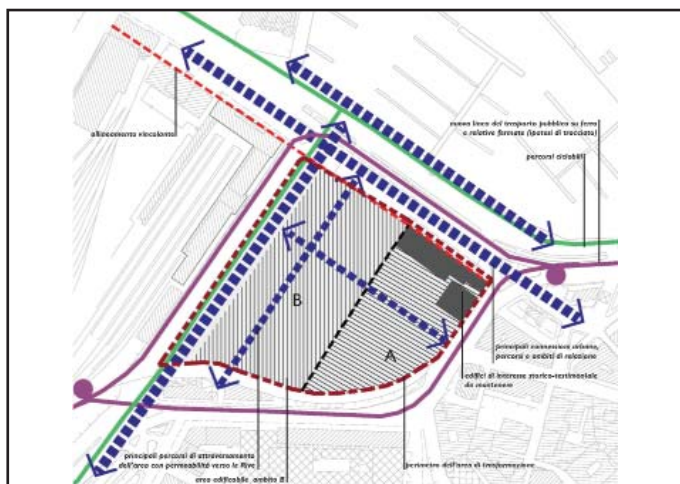 allineamento vincolante
nuova linea del trasporto pubblico su ferro
e relative fermate (ipotesi di tracciato)
percorsi ciclabili
B
A
principali connessioni urbane,
percorsi e ambiti di relazione
edifici di interesse storico-testimoniale
da mantenere
principali percorsi di attraversamento
dell'area con permeabilità verso le Rive
perimetro dell'area di trasformazione
area edificabile_ambito B